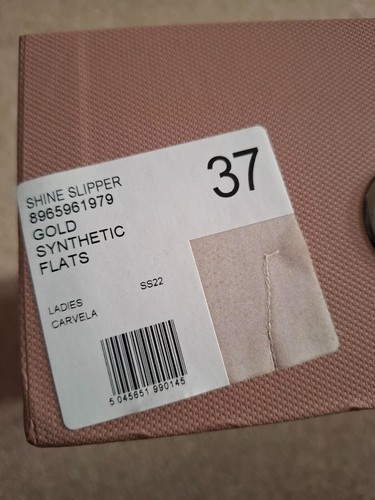 SHINE SLIPPER
37
8965961979
GOLD
SYNTHETIC
FLATS
SS22
LADIES
CARVELA
5 045651 990145